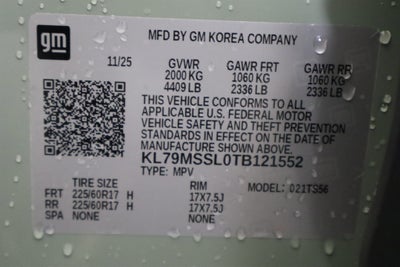 gm
MFD BY GM KOREA COMPANY
11/25 GVWR GAWR FRT GAWR RR
2000 KG 1060 KG 1060 KG
4409 LB 2336 LB 2336 LB
THIS VEHICLE CONFORMS TO ALL
APPLICABLE U.S. FEDERAL MOTOR
VEHICLE SAFETY AND THEFT PREVENTION
STANDARDS IN EFFECT ON THE DATE OF
MANUFACTURE SHOWN ABOVE.
KL79MSSL0TB121552
TYPE: MPV
TIRE SIZE RIM MODEL: 021TS56
FRT 225/60R17 H 17X7.5J
RR 225/60R17 H 17X7.5J
SPA NONE NONE